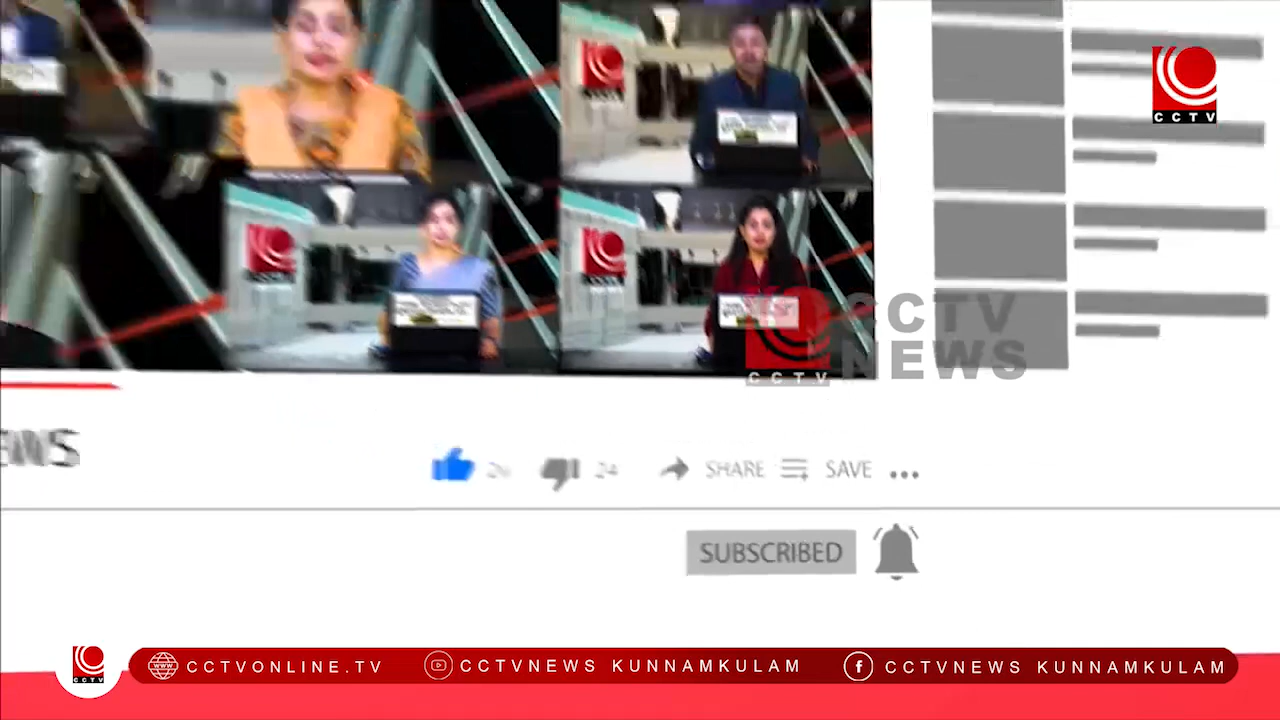 CCTV
CCTV
CCTV NEWS
SHARE
SAVE
SUBSCRIBED
CCTV
CCTVONLINE.TV
CCTVNEWS KUNNAMKULAM
CCTVNEWS KUNNAMKULAM